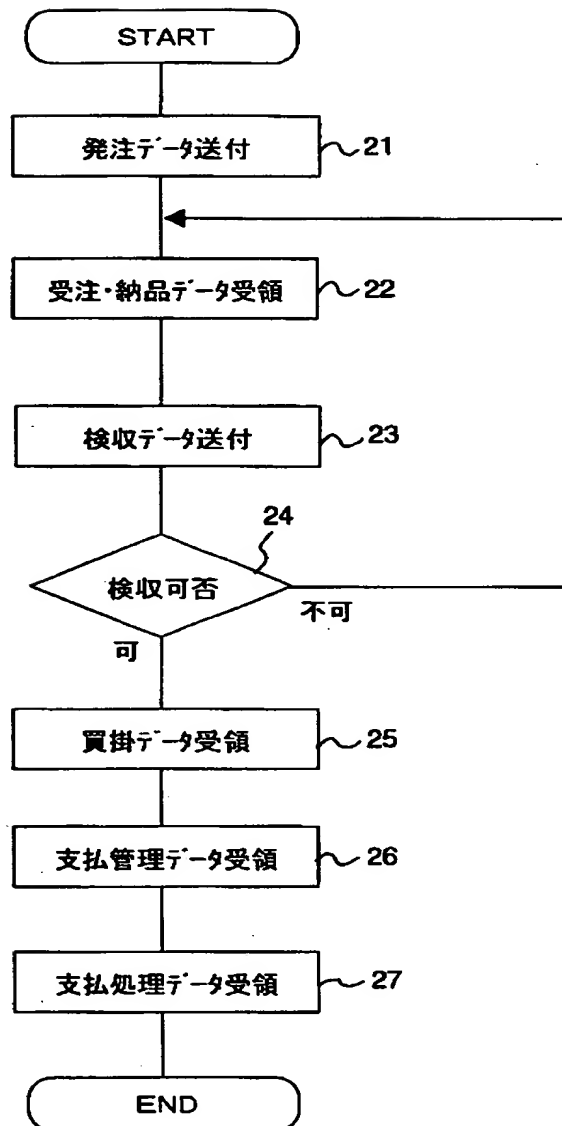 START
発注データ送付
21
受注・納品データ受領
22
検収データ送付
23
24
検収可否
不可
可
買掛データ受領
25
支払管理データ受領
26
支払処理データ受領
27
END